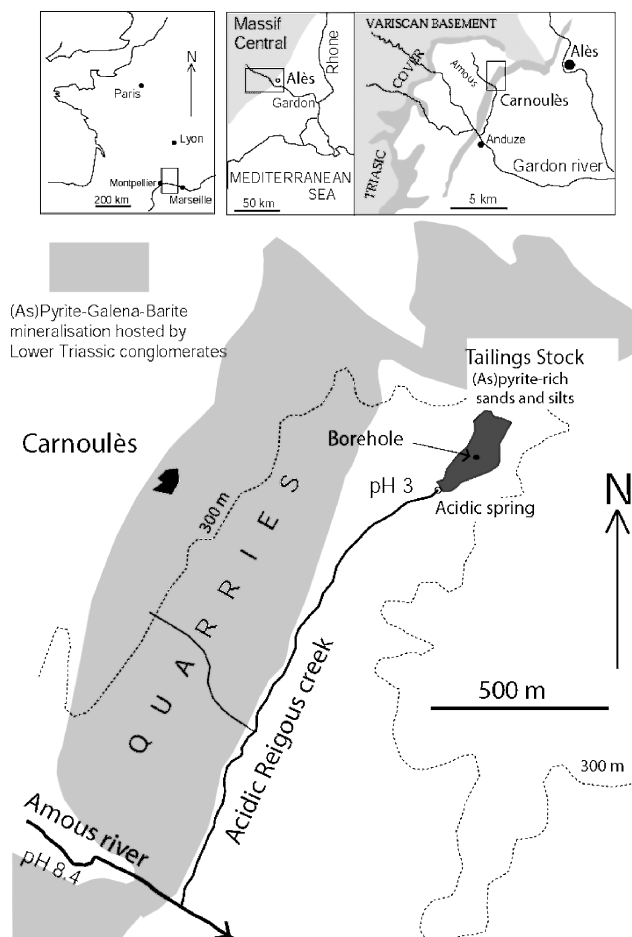 Paris
N
Lyon
Montpellier
Marseille
200 km
Massif
Central
Rhone
Alès
Gardon
MEDITERRANEAN
SEA
50 km
VARISCAN BASEMENT
COVER
TRIASIC
Amous
Alès
Carnoulès
Anduze
Gardon river
5 km
(As)Pyrite-Galena-Barite
mineralisation hosted by
Lower Triassic conglomerates
Tailings Stock
(As)pyrite-rich
sands and silts
Carnoulès
Borehole
pH 3
Acidic spring
N
300 m
QUARRIES
Acidic Reigous creek
500 m
300 m
Amous river
pH 8.4